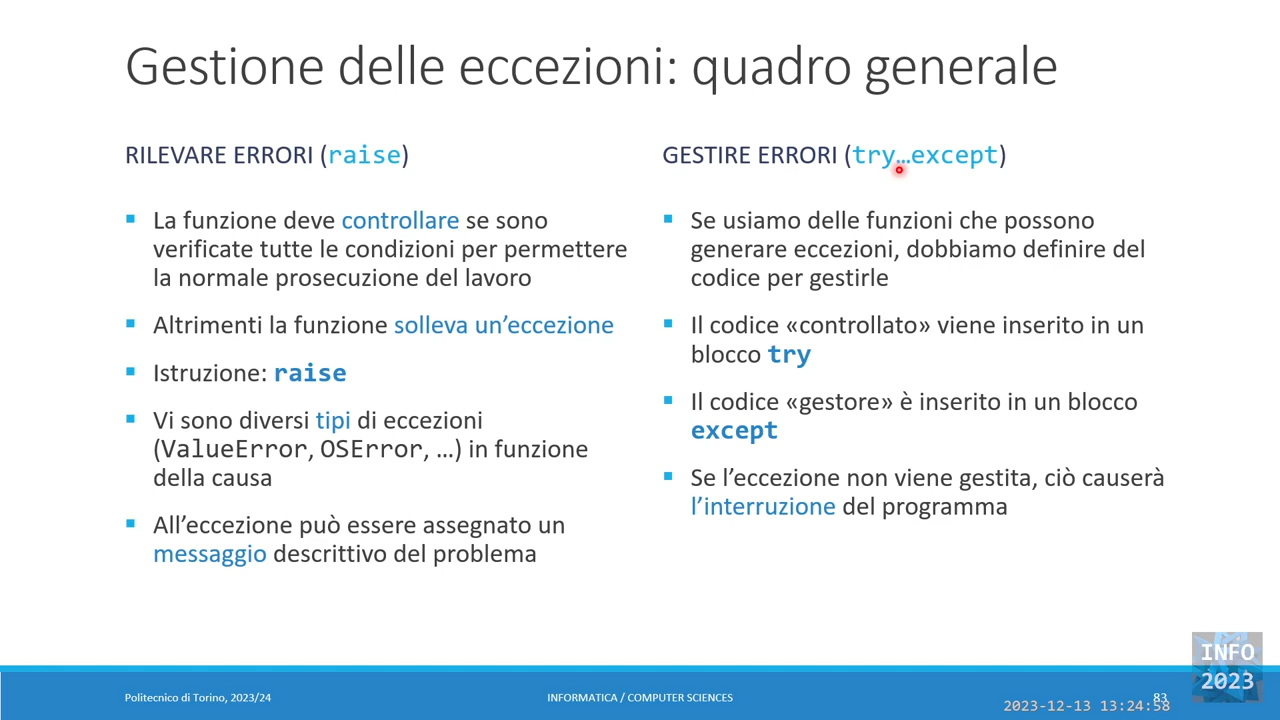 Gestione delle eccezioni: quadro generale
RILEVARE ERRORI (raise)
▪ La funzione deve controllare se sono
verificate tutte le condizioni per permettere
la normale prosecuzione del lavoro
▪ Altrimenti la funzione solleva un’eccezione
▪ Istruzione: raise
▪ Vi sono diversi tipi di eccezioni
(ValueError, OSError, …) in funzione
della causa
▪ All’eccezione può essere assegnato un
messaggio descrittivo del problema
GESTIRE ERRORI (try…except)
▪ Se usiamo delle funzioni che possono
generare eccezioni, dobbiamo definire del
codice per gestirle
▪ Il codice «controllato» viene inserito in un
blocco try
▪ Il codice «gestore» è inserito in un blocco
except
▪ Se l’eccezione non viene gestita, ciò causerà
l’interruzione del programma
Politecnico di Torino, 2023/24
INFORMATICA / COMPUTER SCIENCES
83
2023-12-13 13:24:58
INFO
2023